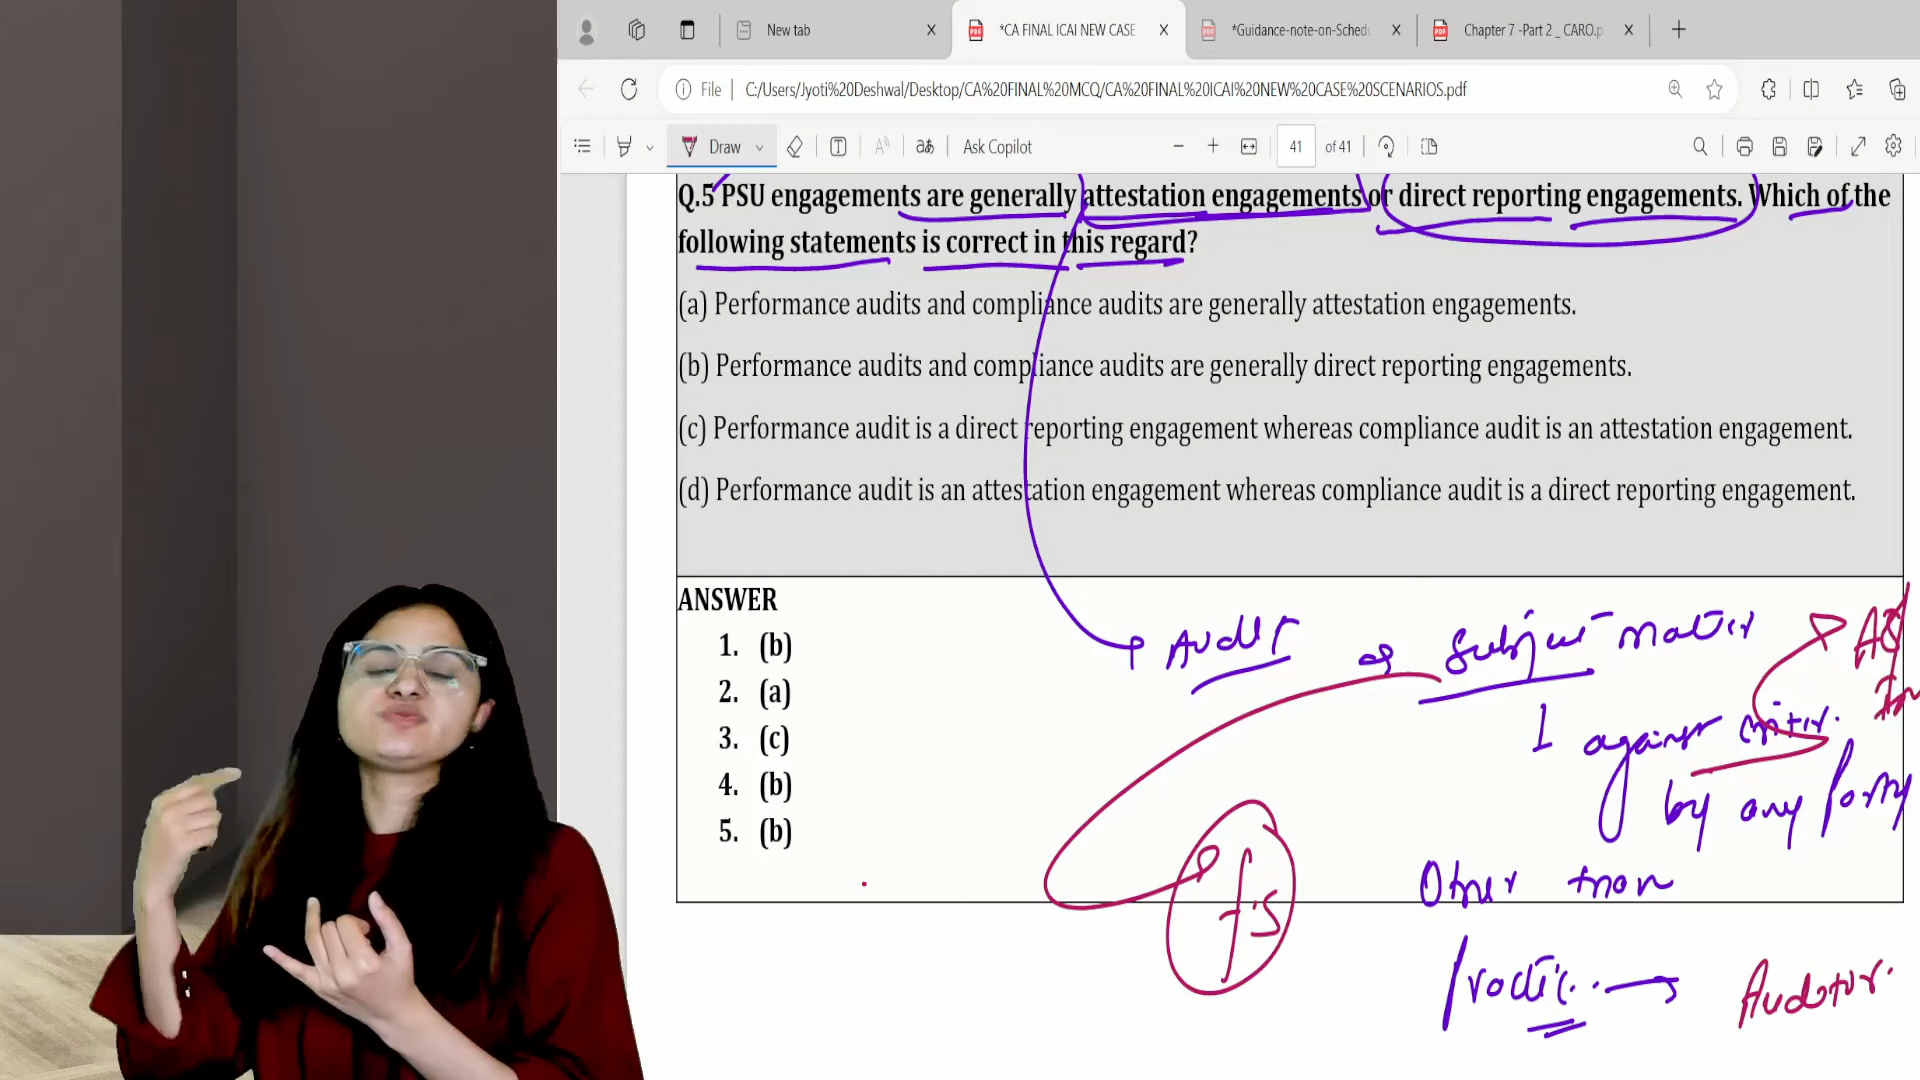 New tab
*CA FINAL ICAI NEW CASE
*Guidance-note-on-Schedu
Chapter 7 -Part 2 _ CARO.p
File
C:/Users/Jyoti%20Deshwal/Desktop/CA%20FINAL%20MCQ/CA%20FINAL%20ICAI%20NEW%20CASE%20SCENARIOS.pdf
Draw
Ask Copilot
41 of 41
Q.5 PSU engagements are generally attestation engagements or direct reporting engagements. Which of the
following statements is correct in this regard?
(a) Performance audits and compliance audits are generally attestation engagements.
(b) Performance audits and compliance audits are generally direct reporting engagements.
(c) Performance audit is a direct reporting engagement whereas compliance audit is an attestation engagement.
(d) Performance audit is an attestation engagement whereas compliance audit is a direct reporting engagement.
ANSWER
1. (b)
2. (a)
3. (c)
4. (b)
5. (b)
Audit of Subject matter
against criter.
by any Party
Other than
Practic.. → Auditor.
f.s